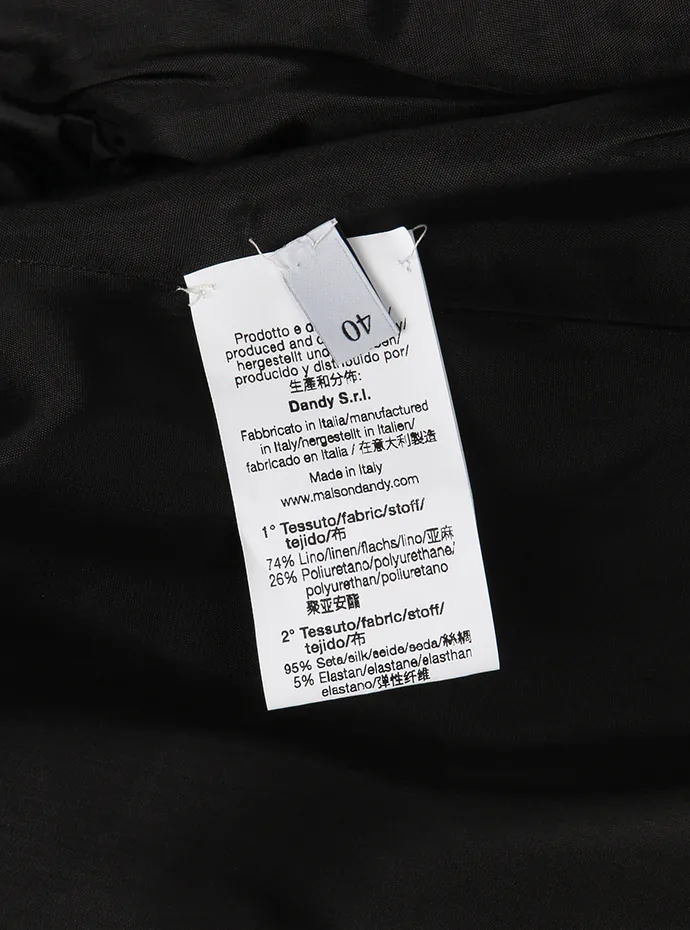 40
Prodotto e d
produced and d
hergestellt und en/
producido y distribuido por/
生產和分佈:
Dandy S.r.l.
Fabbricato in Italia/manufactured
in Italy/hergestellt in Italien/
fabricado en Italia / 在意大利製造
Made in Italy
www.maisondandy.com
1° Tessuto/fabric/stoff/
tejido/布
74% Lino/linen/flachs/lino/亚麻
26% Poliuretano/polyurethane/
polyurethan/poliuretano
聚亚安酯
2° Tessuto/fabric/stoff/
tejido/布
95% Seta/silk/seide/seda/絲綢
5% Elastan/elastane/elasthan
elastano/弹性纤维